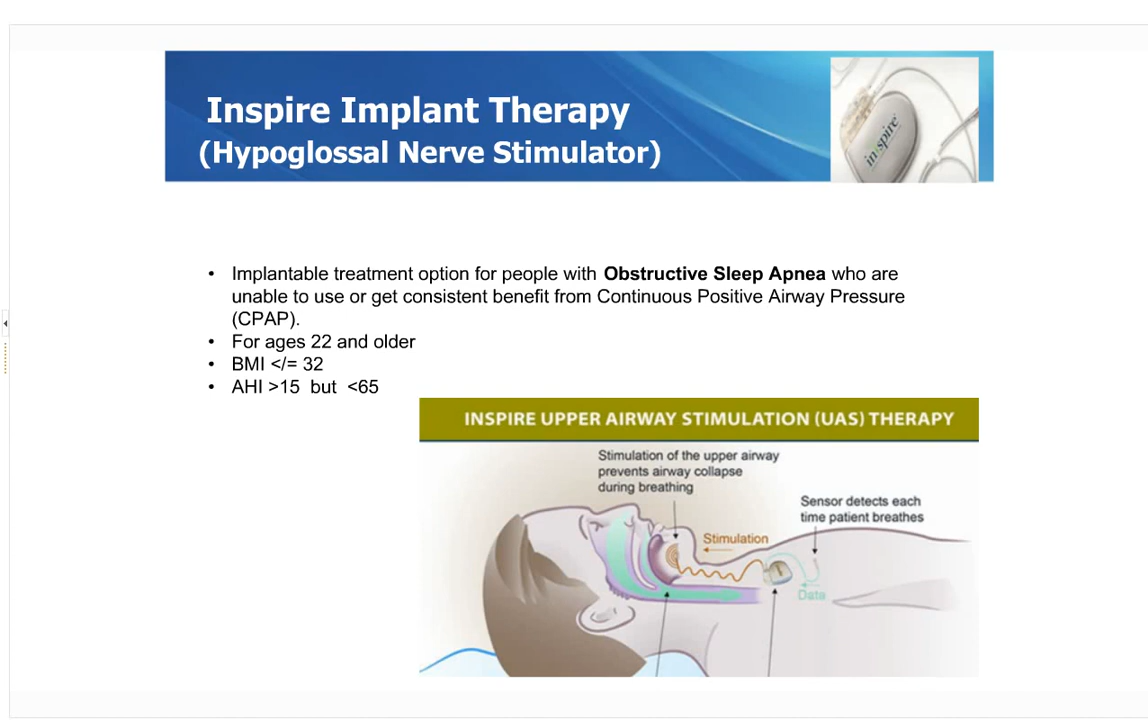 Inspire Implant Therapy
(Hypoglossal Nerve Stimulator)
inspire
• Implantable treatment option for people with Obstructive Sleep Apnea who are
unable to use or get consistent benefit from Continuous Positive Airway Pressure
(CPAP).
• For ages 22 and older
• BMI </= 32
• AHI >15 but <65
INSPIRE UPPER AIRWAY STIMULATION (UAS) THERAPY
Stimulation of the upper airway
prevents airway collapse
during breathing
Sensor detects each
time patient breathes
Stimulation
Data